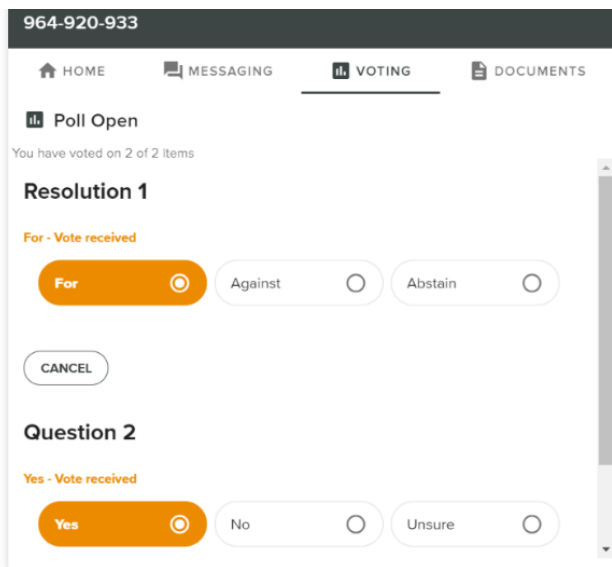 964-920-933
HOME MESSAGING VOTING DOCUMENTS
Poll Open
You have voted on 2 of 2 items
Resolution 1
For - Vote received
For Against Abstain
CANCEL
Question 2
Yes - Vote received
Yes No Unsure